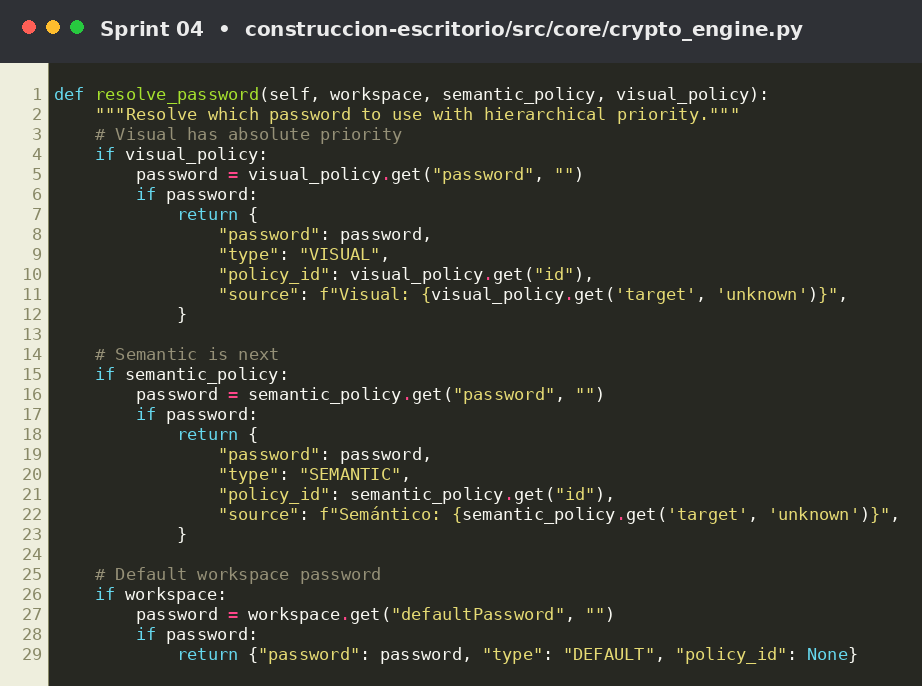 Sprint 04 • construccion-escritorio/src/core/crypto_engine.py
1 def resolve_password(self, workspace, semantic_policy, visual_policy):
2     """Resolve which password to use with hierarchical priority."""
3     # Visual has absolute priority
4     if visual_policy:
5         password = visual_policy.get("password", "")
6         if password:
7             return {
8                 "password": password,
9                 "type": "VISUAL",
10                 "policy_id": visual_policy.get("id"),
11                 "source": f"Visual: {visual_policy.get('target', 'unknown')}",
12             }
13
14     # Semantic is next
15     if semantic_policy:
16         password = semantic_policy.get("password", "")
17         if password:
18             return {
19                 "password": password,
20                 "type": "SEMANTIC",
21                 "policy_id": semantic_policy.get("id"),
22                 "source": f"Semántico: {semantic_policy.get('target', 'unknown')}",
23             }
24
25     # Default workspace password
26     if workspace:
27         password = workspace.get("defaultPassword", "")
28         if password:
29             return {"password": password, "type": "DEFAULT", "policy_id": None}